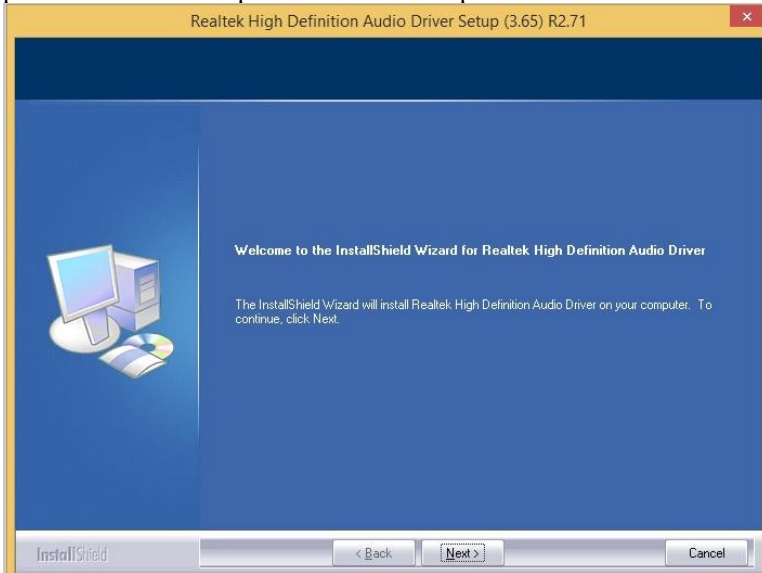 Realtek High Definition Audio Driver Setup (3.65) R2.71
Welcome to the InstallShield Wizard for Realtek High Definition Audio Driver
The InstallShield Wizard will install Realtek High Definition Audio Driver on your computer. To
continue, click Next.
InstallShield
< Back Next > Cancel